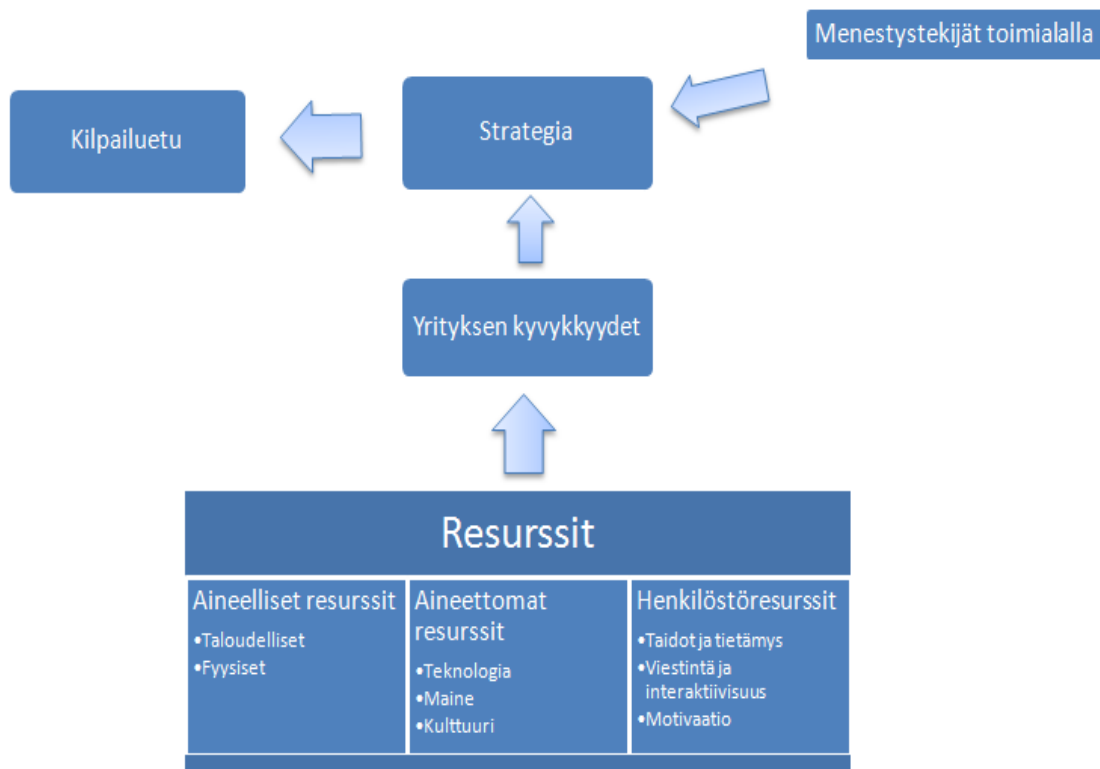 Menestystekijät toimialalla
Kilpailuetu
Strategia
Yrityksen kyvykkyydet
Resurssit
Aineelliset resurssit
•Taloudelliset
•Fyysiset
Aineettomat
resurssit
•Teknologia
•Maine
•Kulttuuri
Henkilöstöresurssit
•Taidot ja tietämys
•Viestintä ja
interaktiivisuus
•Motivaatio